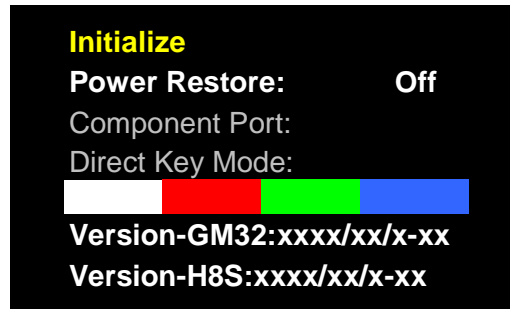 Initialize
Power Restore: Off
Component Port:
Direct Key Mode:
Version-GM32:xxxx/xx/x-xx
Version-H8S:xxxx/xx/x-xx